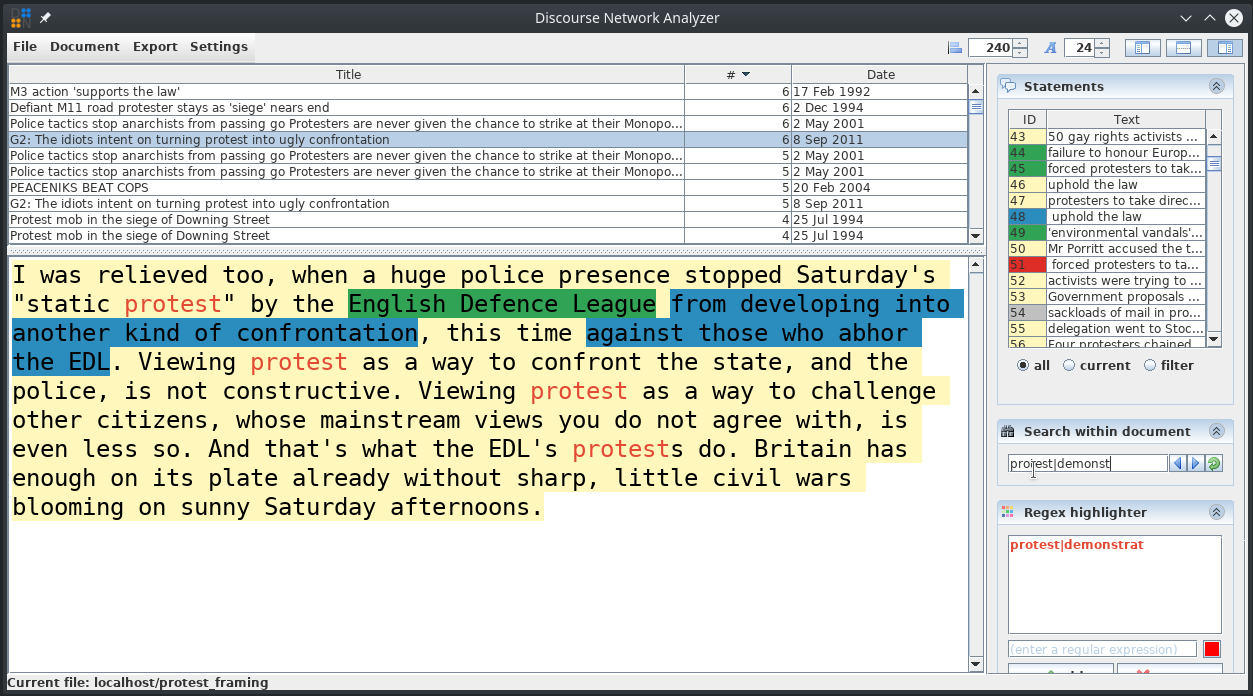 Discourse Network Analyzer
File Document Export Settings
240 24
Title # Date
M3 action 'supports the law' 6 17 Feb 1992
Defiant M11 road protester stays as 'siege' nears end 6 2 Dec 1994
Police tactics stop anarchists from passing go Protesters are never given the chance to strike at their Monopo... 6 2 May 2001
G2: The idiots intent on turning protest into ugly confrontation 6 8 Sep 2011
Police tactics stop anarchists from passing go Protesters are never given the chance to strike at their Monopo... 5 2 May 2001
Police tactics stop anarchists from passing go Protesters are never given the chance to strike at their Monopo... 5 2 May 2001
PEACENIKS BEAT COPS 5 20 Feb 2004
G2: The idiots intent on turning protest into ugly confrontation 5 8 Sep 2011
Protest mob in the siege of Downing Street 4 25 Jul 1994
Protest mob in the siege of Downing Street 4 25 Jul 1994
I was relieved too, when a huge police presence stopped Saturday's
"static protest" by the English Defence League from developing into
another kind of confrontation, this time against those who abhor
the EDL. Viewing protest as a way to confront the state, and the
police, is not constructive. Viewing protest as a way to challenge
other citizens, whose mainstream views you do not agree with, is
even less so. And that's what the EDL's protests do. Britain has
enough on its plate already without sharp, little civil wars
blooming on sunny Saturday afternoons.
Statements
ID Text
43 50 gay rights activists ...
44 failure to honour Europ...
45 forced protesters to tak...
46 uphold the law
47 protesters to take direc...
48 uphold the law
49 'environmental vandals'...
50 Mr Porritt accused the t...
51 forced protesters to ta...
52 activists were trying to ...
53 Government proposals ...
54 sackloads of mail in pro...
55 delegation went to Stoc...
56 Four protesters chained
all current filter
Search within document
protest|demonst
Regex highlighter
protest|demonstrat
(enter a regular expression)
Current file: localhost/protest_framing